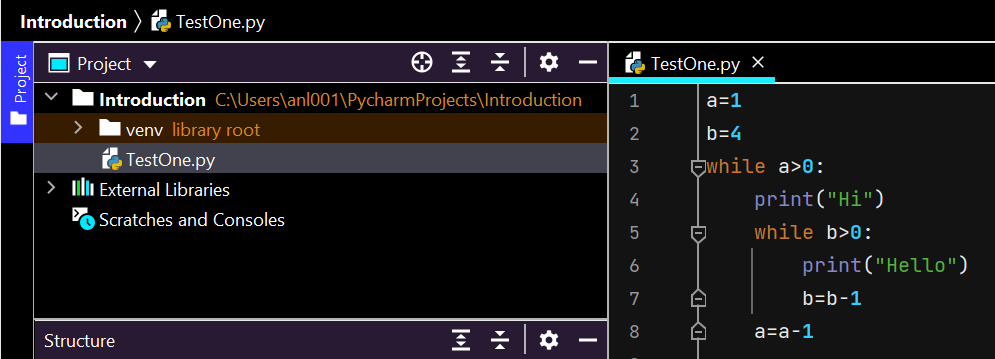 Introduction TestOne.py
Project
Project
Introduction C:\Users\anl001\PycharmProjects\Introduction
venv library root
TestOne.py
External Libraries
Scratches and Consoles
Structure
TestOne.py
1 a=1
2 b=4
3 while a>0:
4     print("Hi")
5     while b>0:
6         print("Hello")
7         b=b-1
8     a=a-1